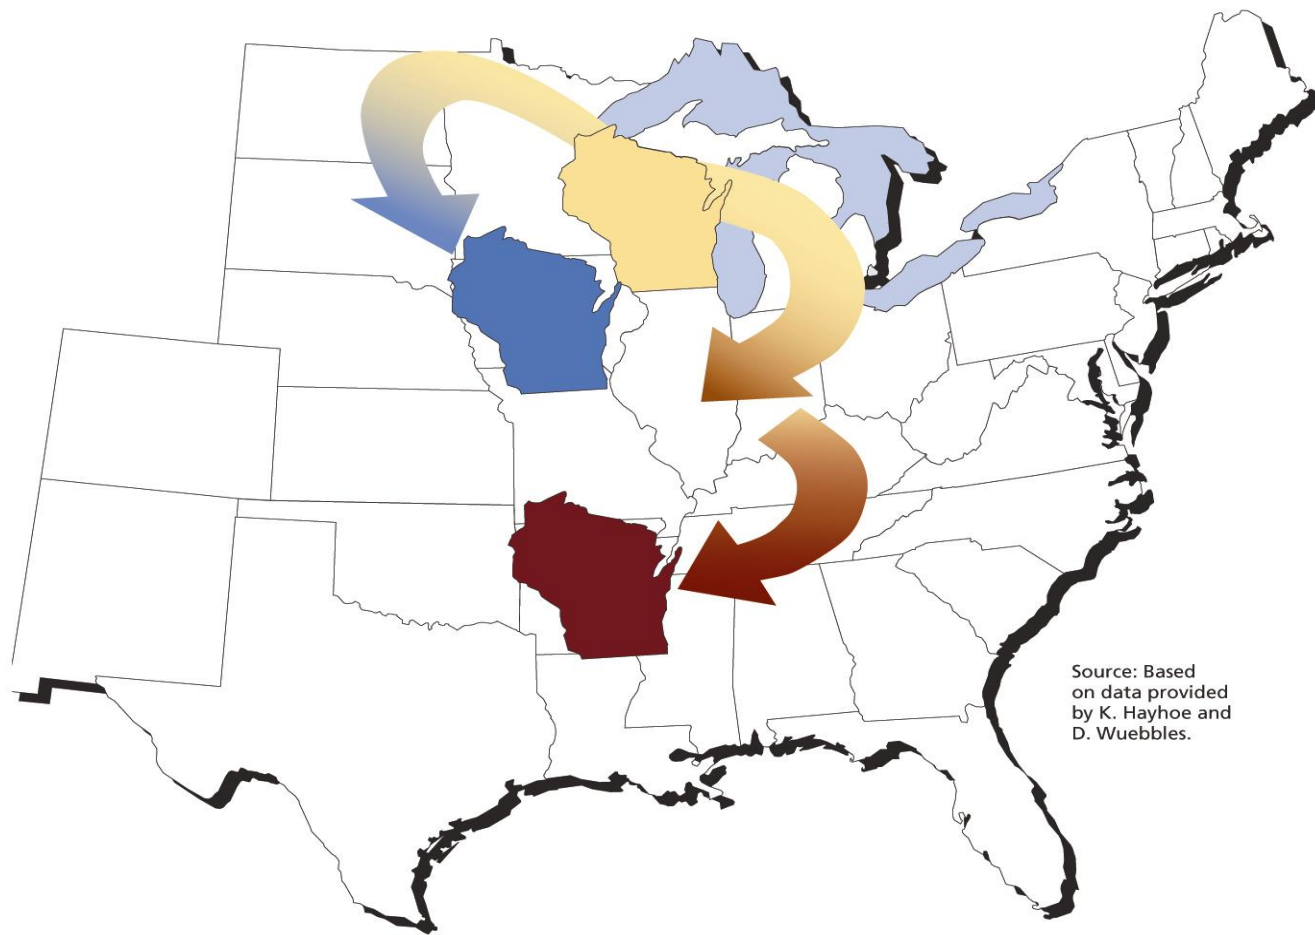 Source: Based
on data provided
by K. Hayhoe and
D. Wuebbles.